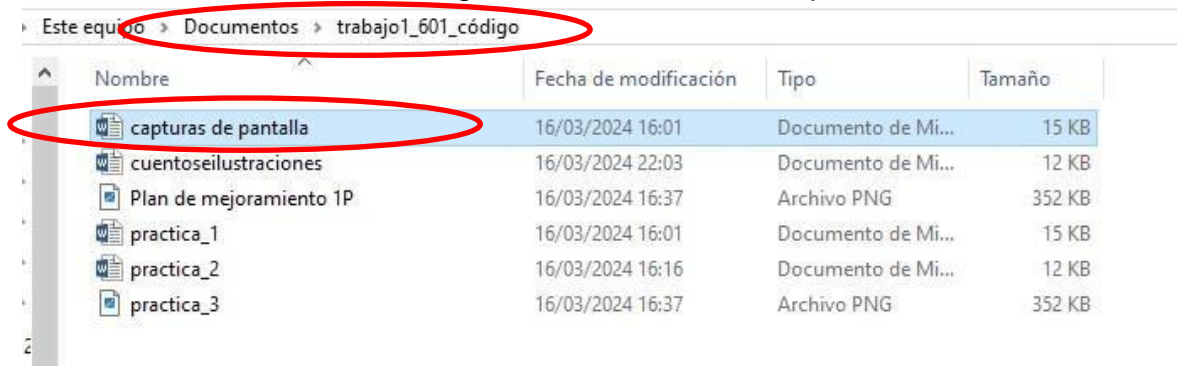 Este equipo > Documentos > trabajo1_601_código
Nombre Fecha de modificación Tipo Tamaño
capturas de pantalla 16/03/2024 16:01 Documento de Mi... 15 KB
cuentoseilustraciones 16/03/2024 22:03 Documento de Mi... 12 KB
Plan de mejoramiento 1P 16/03/2024 16:37 Archivo PNG 352 KB
practica_1 16/03/2024 16:01 Documento de Mi... 15 KB
practica_2 16/03/2024 16:16 Documento de Mi... 12 KB
practica_3 16/03/2024 16:37 Archivo PNG 352 KB